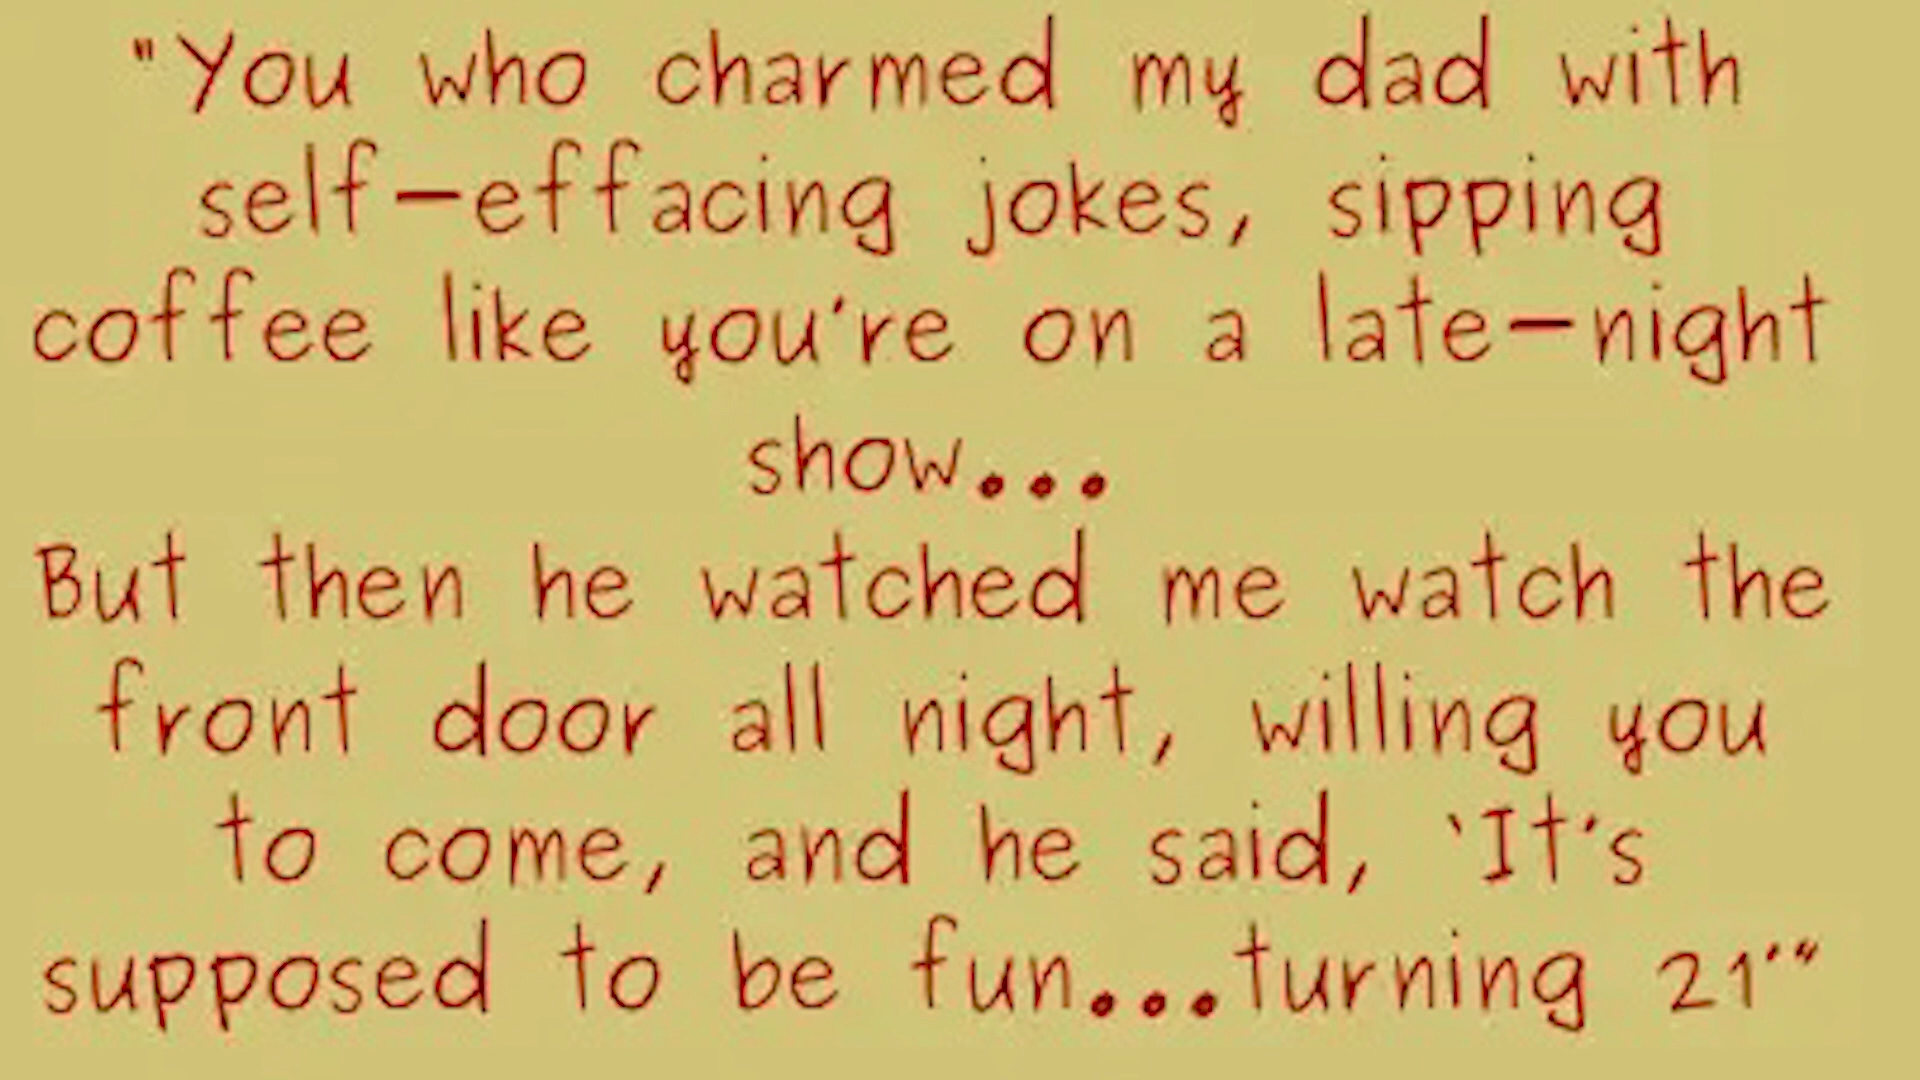 "You who charmed my dad with
self-effacing jokes, sipping
coffee like you're on a late-night
show...
But then he watched me watch the
front door all night, willing you
to come, and he said, 'It's
supposed to be fun...turning 21'"